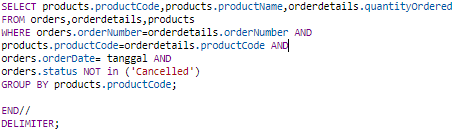 SELECT products.productCode,products.productName,orderdetails.quantityOrdered
FROM orders,orderdetails,products
WHERE orders.orderNumber=orderdetails.orderNumber AND
products.productCode=orderdetails.productCode AND
orders.orderDate= tanggal AND
orders.status NOT in ('Cancelled')
GROUP BY products.productCode;
END//
DELIMITER;